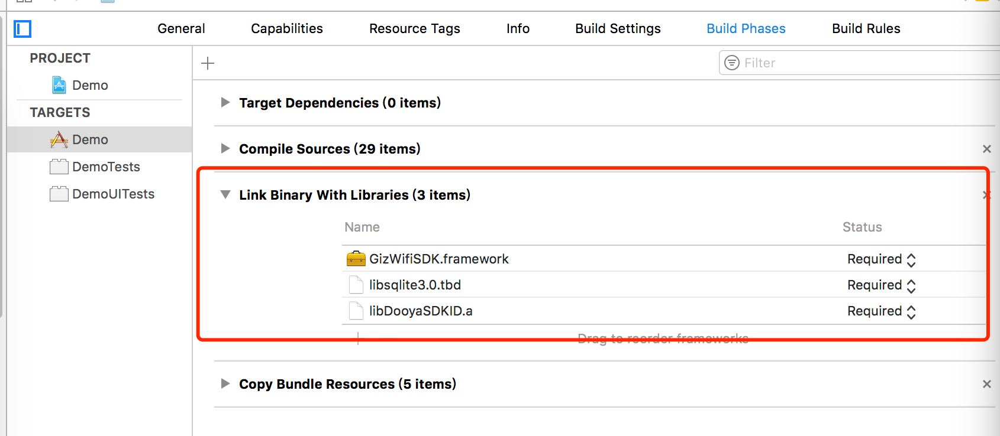 General Capabilities Resource Tags Info Build Settings Build Phases Build Rules
PROJECT
Demo
TARGETS
Demo
DemoTests
DemoUITests
Filter
Target Dependencies (0 items)
Compile Sources (29 items)
Link Binary With Libraries (3 items)
Name Status
GizWifiSDK.framework Required
libsqlite3.0.tbd Required
libDooyaSDKID.a Required
Drag to reorder frameworks
Copy Bundle Resources (5 items)